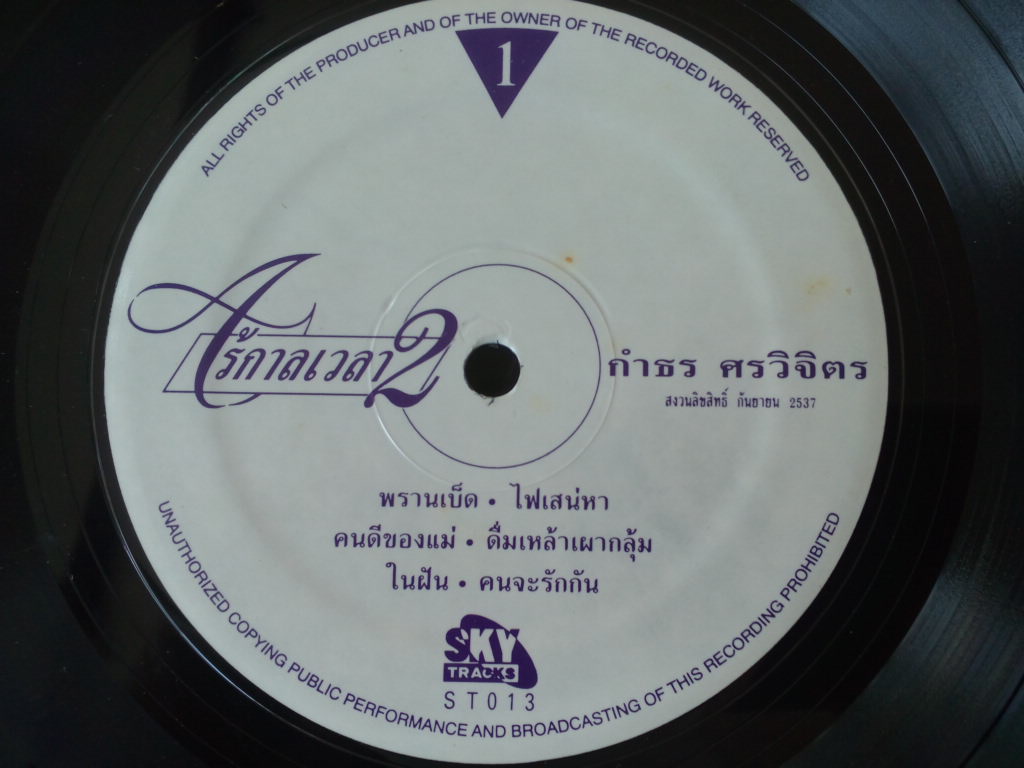 ALL RIGHTS OF THE PRODUCER AND OF THE OWNER OF THE RECORDED WORK RESERVED
1
ไร้กาลเวลา 2
กำธร ศรวิจิตร
สงวนลิขสิทธิ์ กันยายน 2537
พรานเบ็ด • ไฟเสน่หา
คนดีของแม่ • ดื่มเหล้าเผากลุ้ม
ในฝัน • คนจะรักกัน
SKY
TRACKS
ST013
UNAUTHORIZED COPYING PUBLIC PERFORMANCE AND BROADCASTING OF THIS RECORDING PROHIBITED